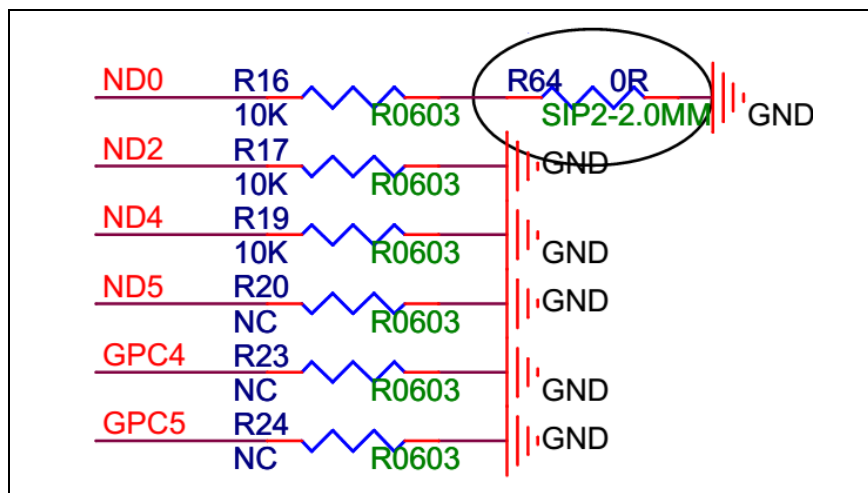 ND0 R16 R64 0R
10K R0603 SIP2-2.0MM GND
ND2 R17 GND
10K R0603
ND4 R19
10K R0603 GND
ND5 R20 GND
NC R0603
GPC4 R23
NC R0603 GND
GPC5 R24 GND
NC R0603